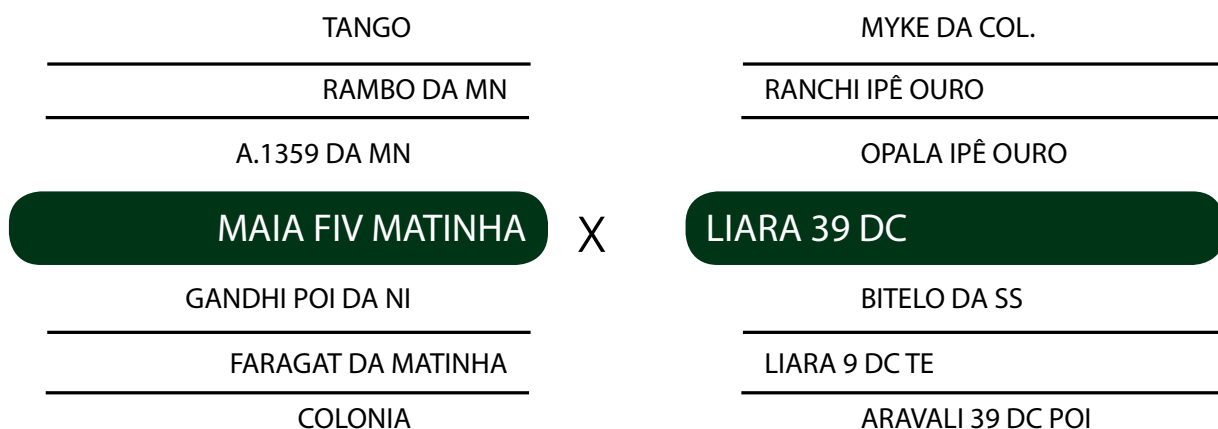 TANGO
RAMBO DA MN
A.1359 DA MN
MAIA FIV MATINHA
GANDHI POI DA NI
FARAGAT DA MATINHA
COLONIA
X
MYKE DA COL.
RANCHI IPÊ OURO
OPALA IPÊ OURO
LIARA 39 DC
BITELO DA SS
LIARA 9 DC TE
ARAVALI 39 DC POI